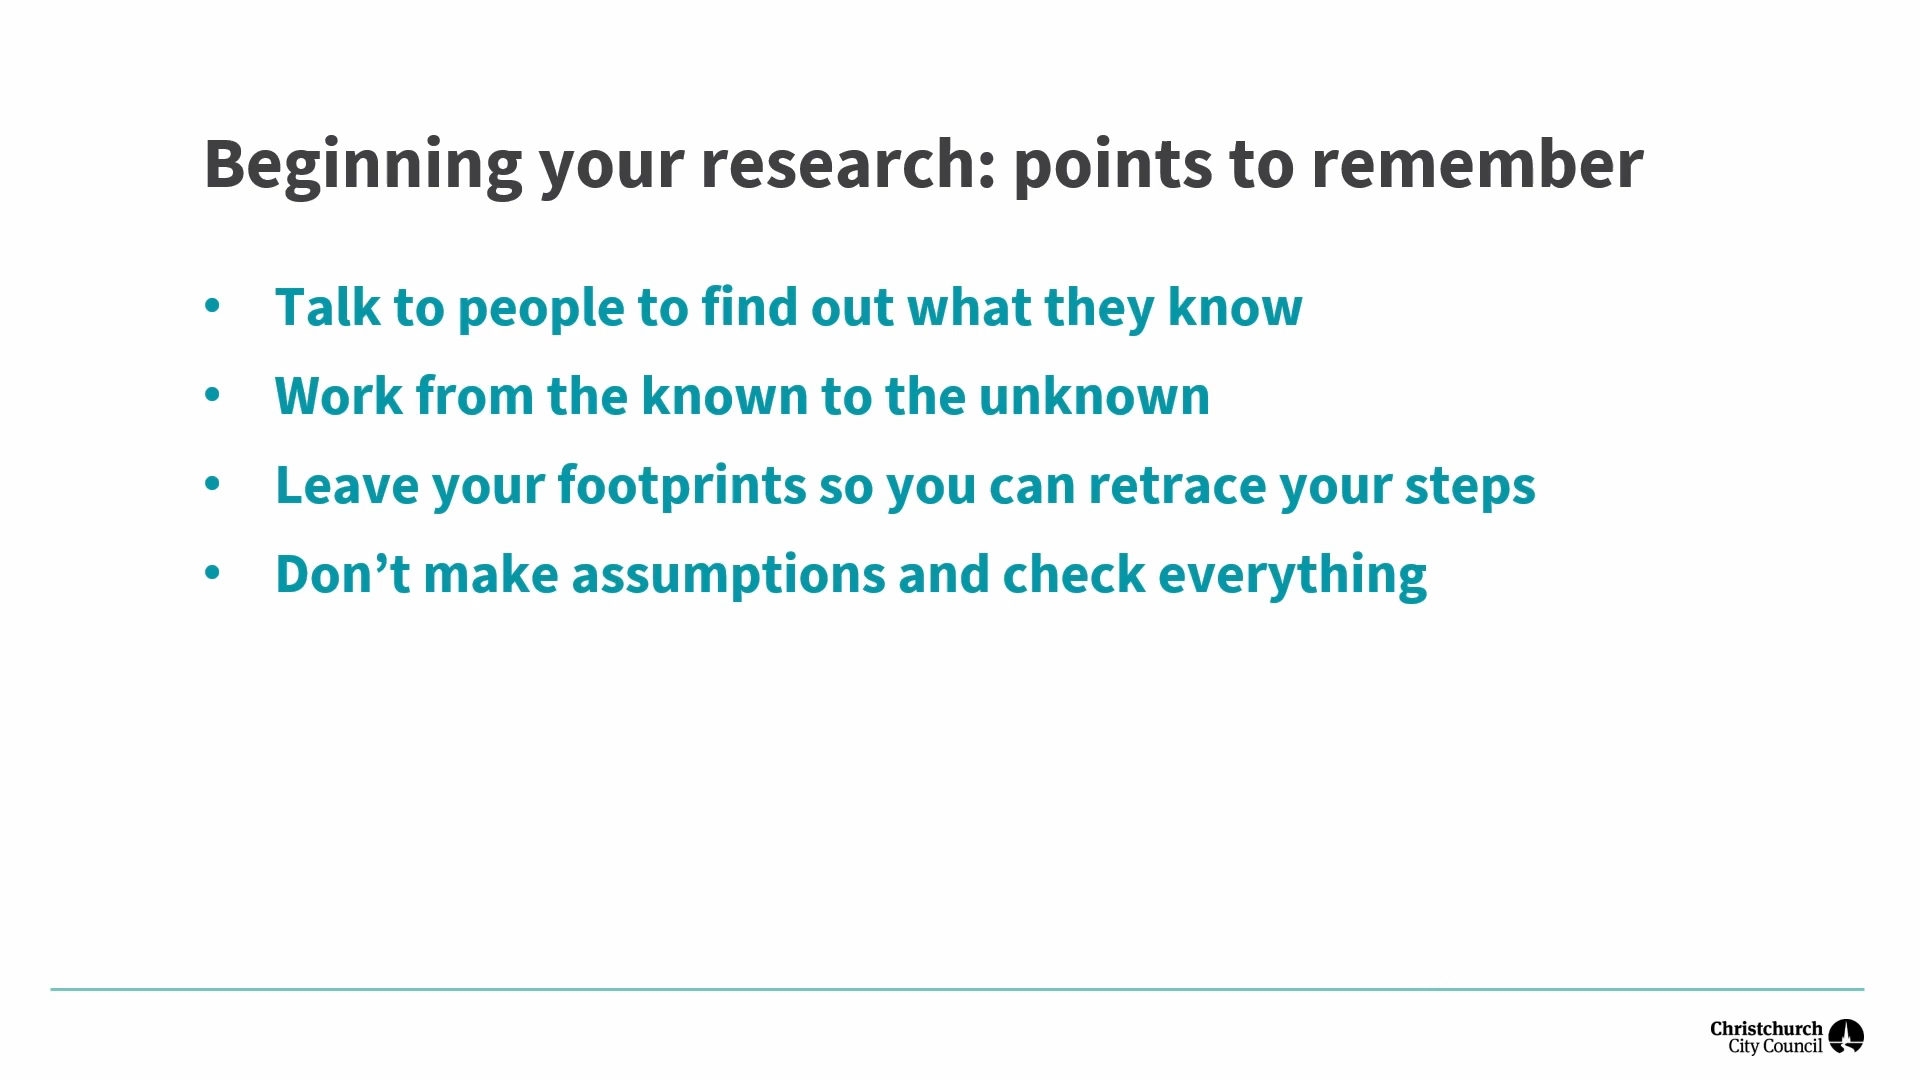 Beginning your research: points to remember
• Talk to people to find out what they know
• Work from the known to the unknown
• Leave your footprints so you can retrace your steps
• Don’t make assumptions and check everything
Christchurch
City Council